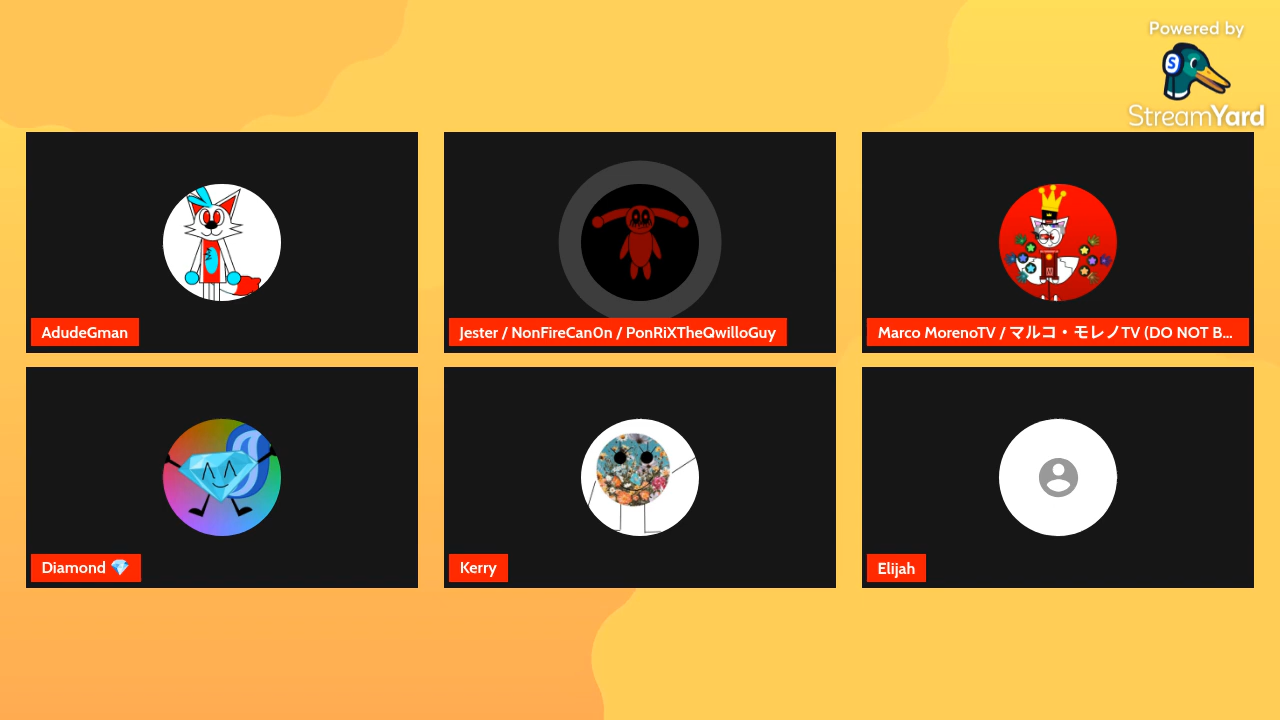 Powered by
StreamYard
AdudeGman
Jester / NonFireCan0n / PonRiXTheQwilloGuy
Marco MorenoTV / マルコ・モレノTV (DO NOT B...
Diamond 💎
Kerry
Elijah